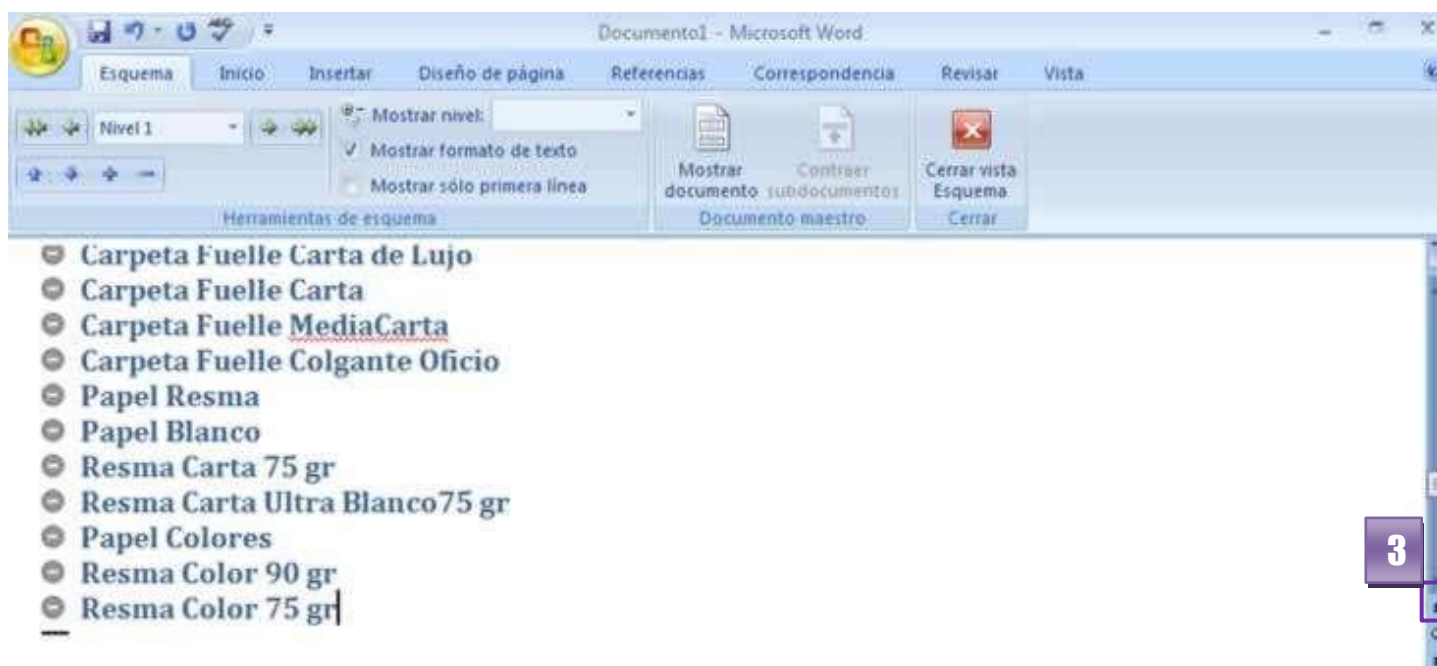 Documento1 - Microsoft Word
Esquema Inicio Insertar Diseño de página Referencias Correspondencia Revisar Vista
Nivel 1
Mostrar nivel:
Mostrar formato de texto
Mostrar sólo primera línea
Herramientas de esquema
Mostrar documento
Contraer subdocumentos
Documento maestro
Cerrar vista Esquema
Cerrar
Carpeta Fuelle Carta de Lujo
Carpeta Fuelle Carta
Carpeta Fuelle MediaCarta
Carpeta Fuelle Colgante Oficio
Papel Resma
Papel Blanco
Resma Carta 75 gr
Resma Carta Ultra Blanco75 gr
Papel Colores
Resma Color 90 gr
Resma Color 75 gr
3